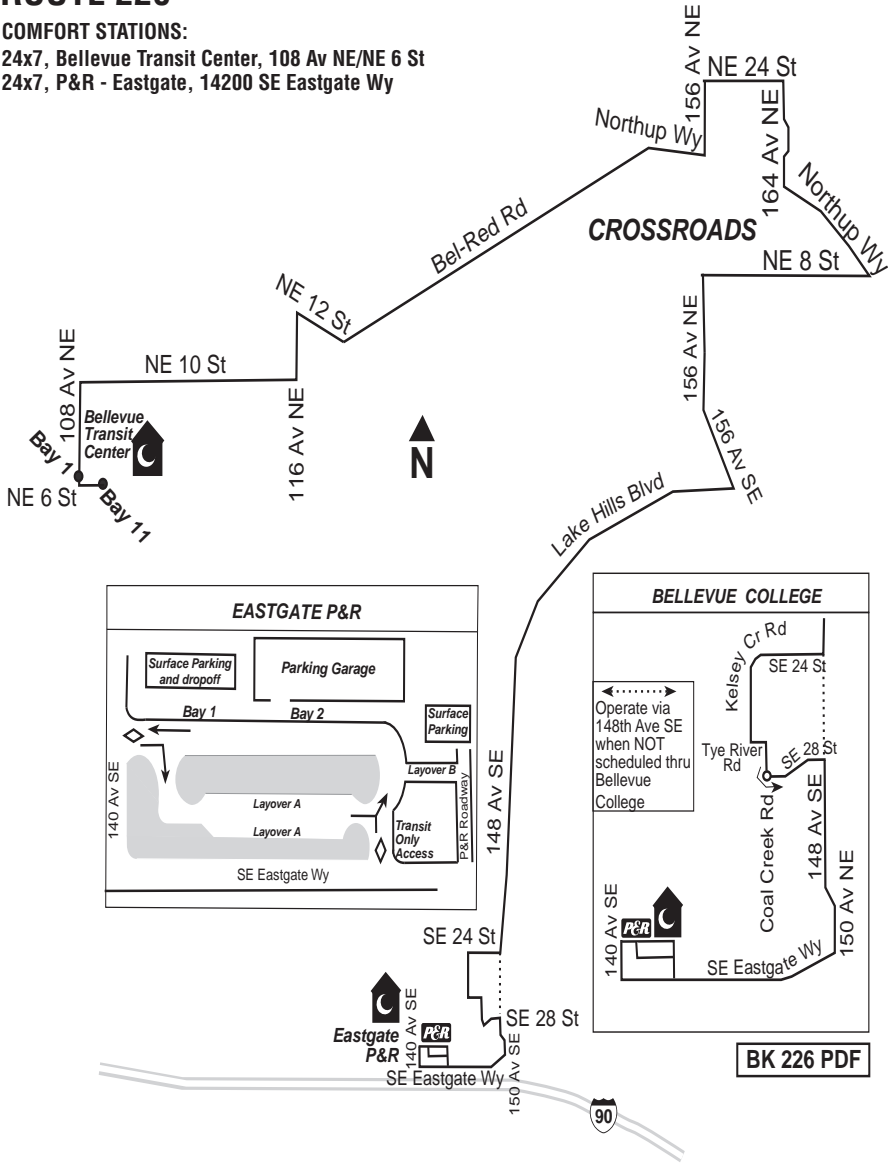 ROUTE 226
COMFORT STATIONS:
24x7, Bellevue Transit Center, 108 Av NE/NE 6 St
24x7, P&R - Eastgate, 14200 SE Eastgate Wy
156 Av NE
NE 24 St
Northup Wy
164 Av NE
Northup Wy
CROSSROADS
Bel-Red Rd
NE 8 St
NE 12 St
156 Av NE
NE 10 St
108 Av NE
Bellevue
Transit
Center
116 Av NE
N
156 Av SE
Bay 1
NE 6 St
Bay 11
Lake Hills Blvd
EASTGATE P&R
Surface Parking
and dropoff
Parking Garage
Bay 1
Bay 2
Surface
Parking
Layover B
140 Av SE
Layover A
Layover A
Transit
Only
Access
P&R Roadway
SE Eastgate Wy
148 Av SE
BELLEVUE COLLEGE
Kelsey Cr Rd
SE 24 St
Operate via
148th Ave SE
when NOT
scheduled thru
Bellevue
College
Tye River
Rd
SE 28 St
Coal Creek Rd
148 Av SE
150 Av NE
140 Av SE
P&R
SE Eastgate Wy
SE 24 St
SE 28 St
Eastgate
P&R
140 Av SE
P&R
SE Eastgate Wy
150 Av SE
90
BK 226 PDF